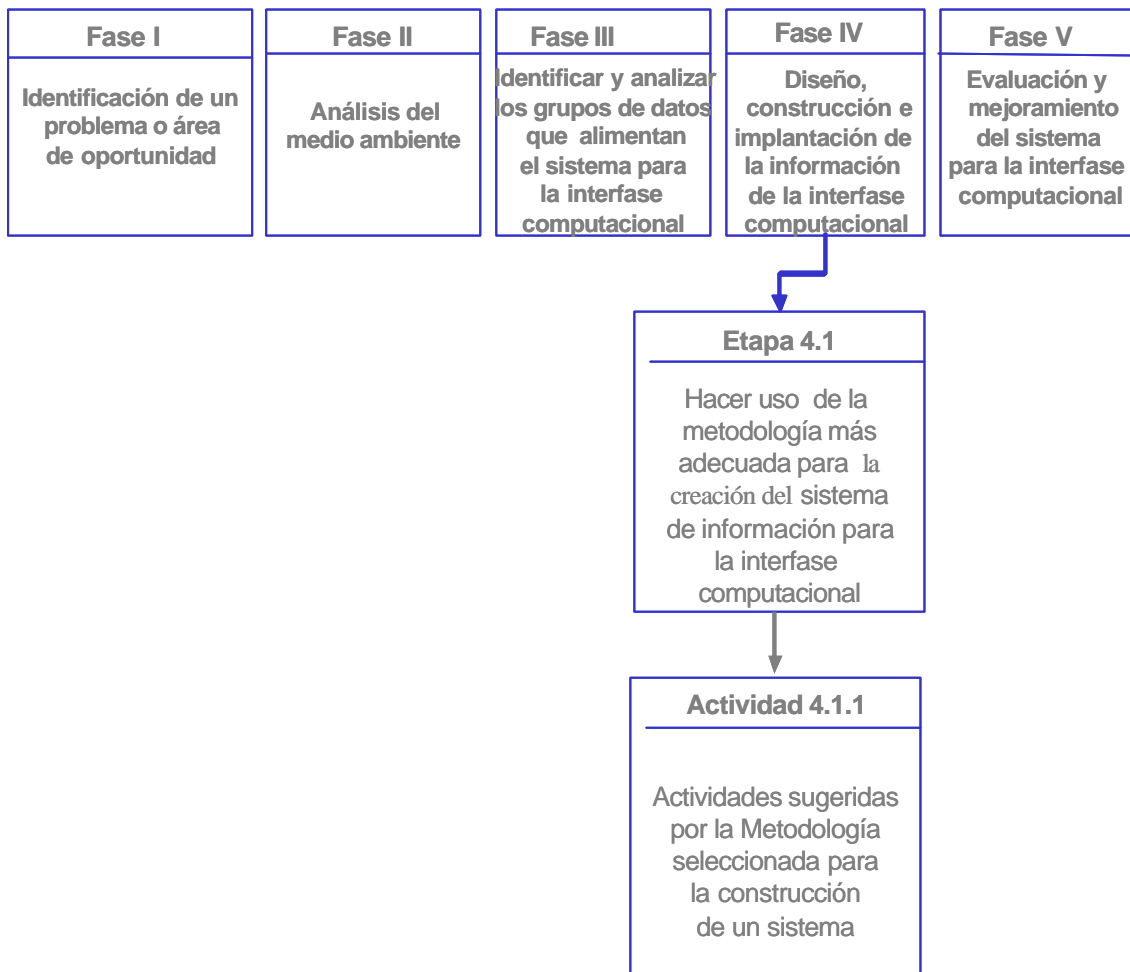 Fase I
Identificación de un
problema o área
de oportunidad
Fase II
Análisis del
medio ambiente
Fase III
Identificar y analizar
los grupos de datos
que alimentan
el sistema para
la interfase
computacional
Fase IV
Diseño,
construcción e
implantación de
la información
de la interfase
computacional
Fase V
Evaluación y
mejoramiento
del sistema
para la interfase
computacional
Etapa 4.1
Hacer uso de la
metodología más
adecuada para la
creación del sistema
de información para
la interfase
computacional
Actividad 4.1.1
Actividades sugeridas
por la Metodología
seleccionada para
la construcción
de un sistema